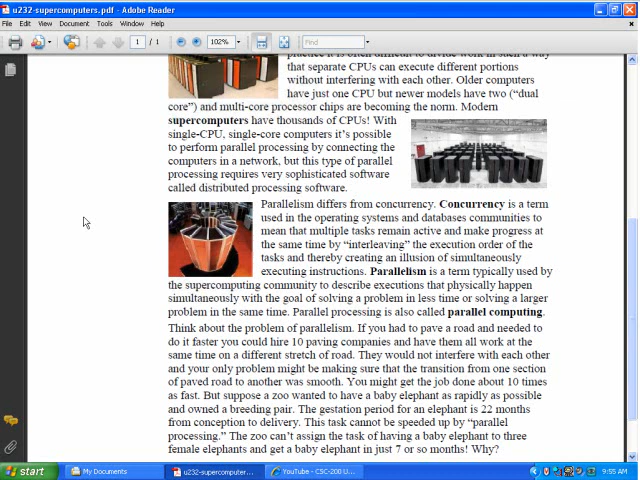 u232-supercomputers.pdf - Adobe Reader
File Edit View Document Tools Window Help
1 / 1 102% Find
practice it is often difficult to divide work in such a way
that separate CPUs can execute different portions
without interfering with each other. Older computers
have just one CPU but newer models have two (“dual
core”) and multi-core processor chips are becoming the norm. Modern
supercomputers have thousands of CPUs! With
single-CPU, single-core computers it’s possible
to perform parallel processing by connecting the
computers in a network, but this type of parallel
processing requires very sophisticated software
called distributed processing software.
Parallelism differs from concurrency. Concurrency is a term
used in the operating systems and databases communities to
mean that multiple tasks remain active and make progress at
the same time by “interleaving” the execution order of the
tasks and thereby creating an illusion of simultaneously
executing instructions. Parallelism is a term typically used by
the supercomputing community to describe executions that physically happen
simultaneously with the goal of solving a problem in less time or solving a larger
problem in the same time. Parallel processing is also called parallel computing.
Think about the problem of parallelism. If you had to pave a road and needed to
do it faster you could hire 10 paving companies and have them all work at the
same time on a different stretch of road. They would not interfere with each other
and your only problem might be making sure that the transition from one section
of paved road to another was smooth. You might get the job done about 10 times
as fast. But suppose a zoo wanted to have a baby elephant as rapidly as possible
and owned a breeding pair. The gestation period for an elephant is 22 months
from conception to delivery. This task cannot be speeded up by “parallel
processing.” The zoo can’t assign the task of having a baby elephant to three
female elephants and get a baby elephant in just 7 or so months! Why?
start My Documents u232-supercomputer... YouTube - CSC-200 U... 9:55 AM